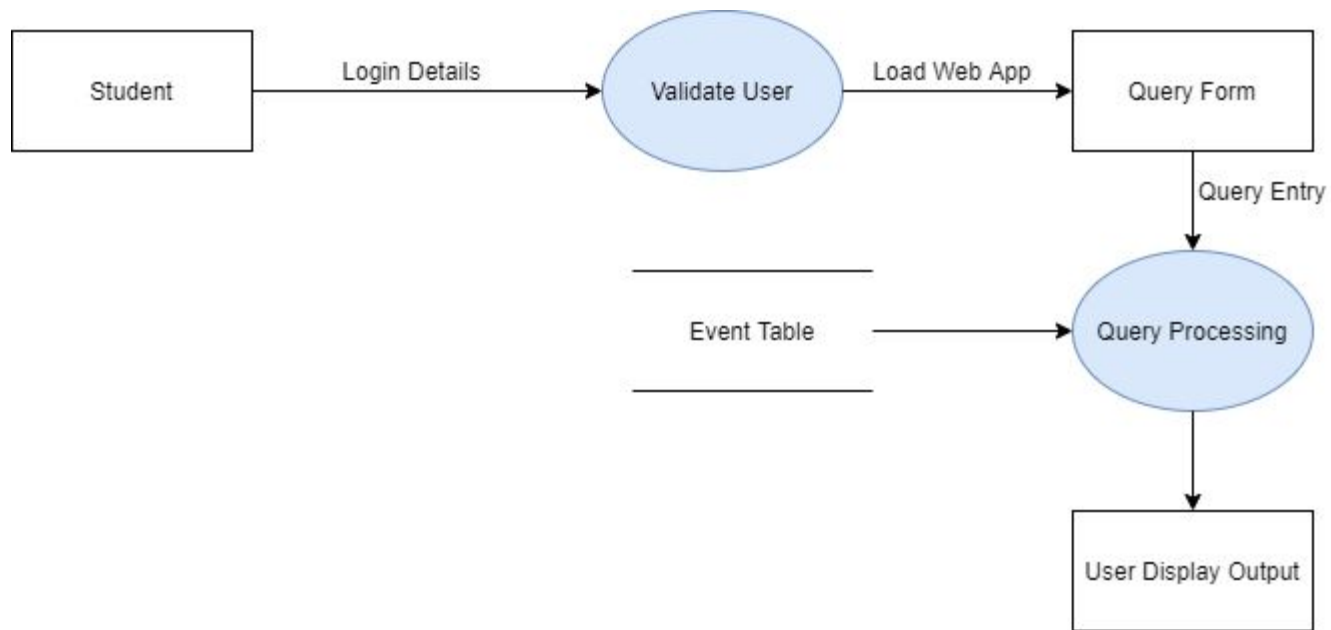 Student
Login Details
Validate User
Load Web App
Query Form
Query Entry
Event Table
Query Processing
User Display Output